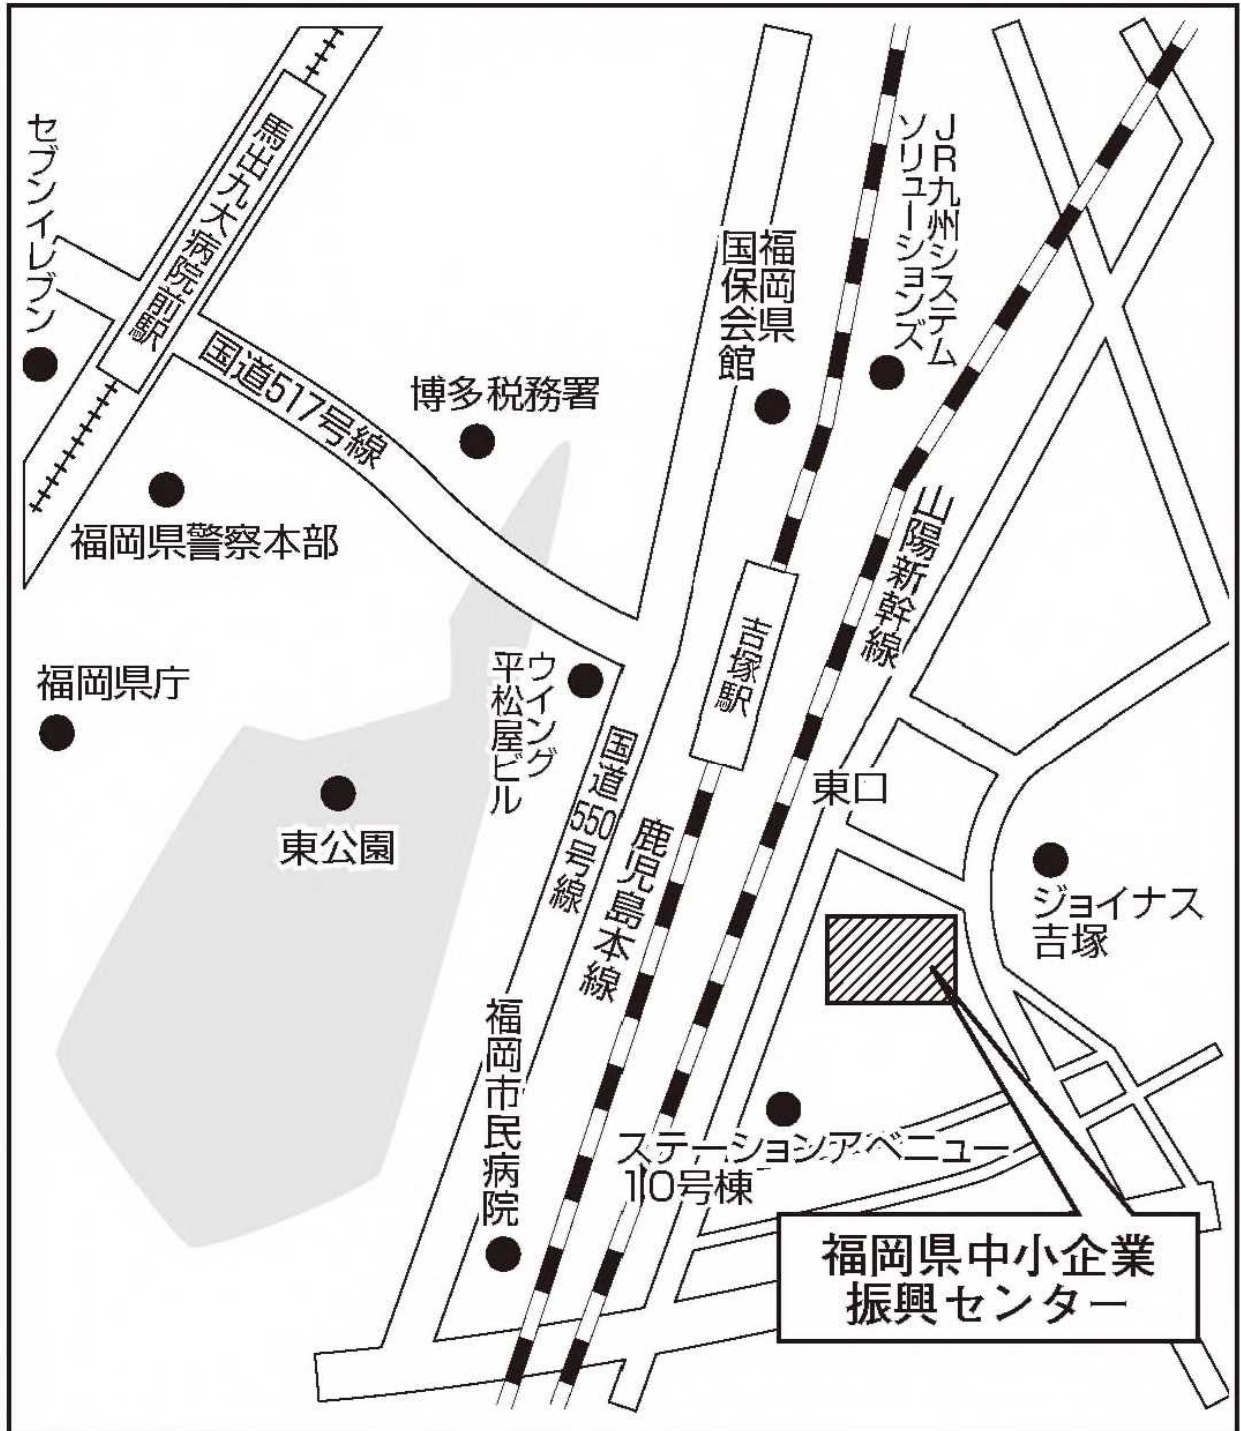 セブンイレブン
馬出九大病院前駅
国道517号線
博多税務署
福岡県
国保会館
JR九州システム
ソリューションズ
福岡県警察本部
山陽新幹線
福岡県庁
ウイング
平松屋ビル
吉塚駅
東公園
国道550号線
鹿児島本線
東口
ジョイナス
吉塚
福岡市民病院
ステーションアベニュー
110号棟
福岡県中小企業
振興センター